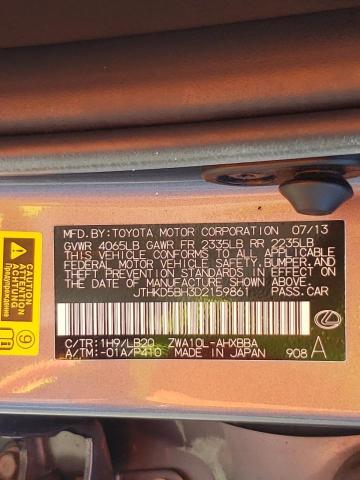 MFD. BY: TOYOTA MOTOR CORPORATION 07/13
GVWR 4065LB GAWR FR 2335LB RR 2235LB
THIS VEHICLE CONFORMS TO ALL APPLICABLE
FEDERAL MOTOR VEHICLE SAFETY, BUMPER,
AND THEFT PREVENTION STANDARDS IN EFFECT
ON THE DATE OF MANUFACTURE SHOWN ABOVE.
JTHKD5BH3D2159861 PASS. CAR
C/TR: 1H9/LB20 ZWA10L-AHXBBA
A/TM: -01A/P410 MADE IN JAPAN 908 A
ATTENTION
ACHTUNG
9